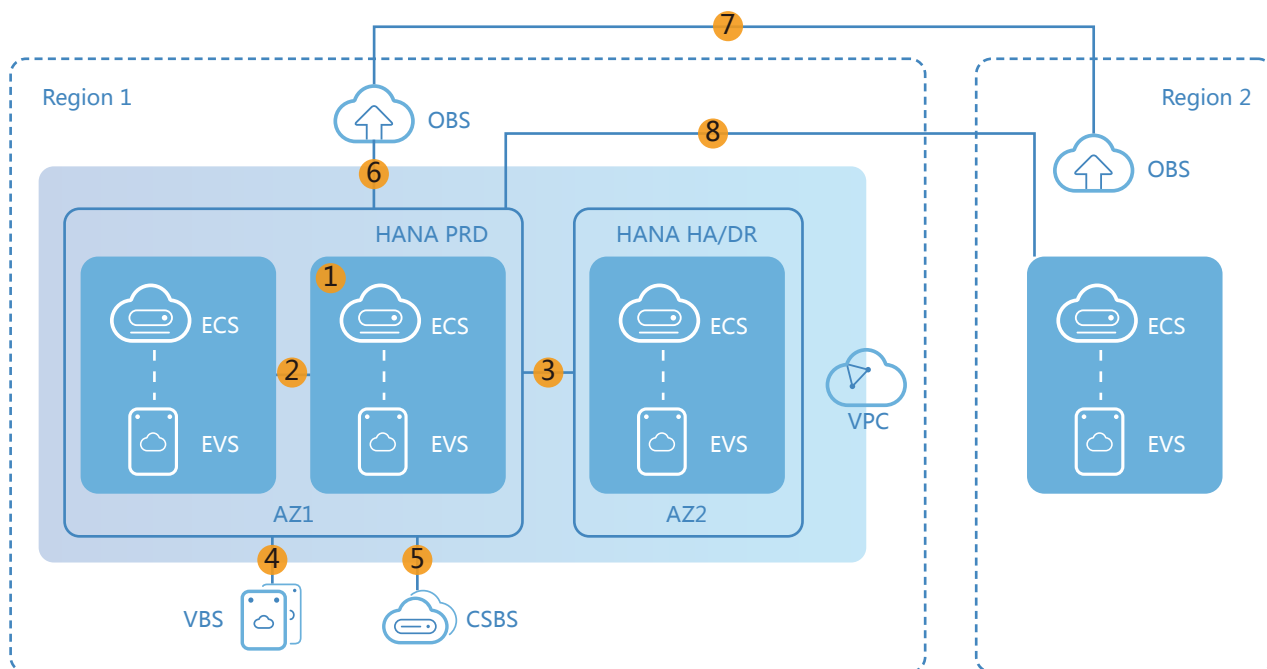 7
Region 1
Region 2
OBS
8
OBS
6
HANA PRD
HANA HA/DR
1
ECS
ECS
ECS
ECS
2
3
VPC
EVS
EVS
EVS
EVS
AZ1
AZ2
4
5
VBS
CSBS